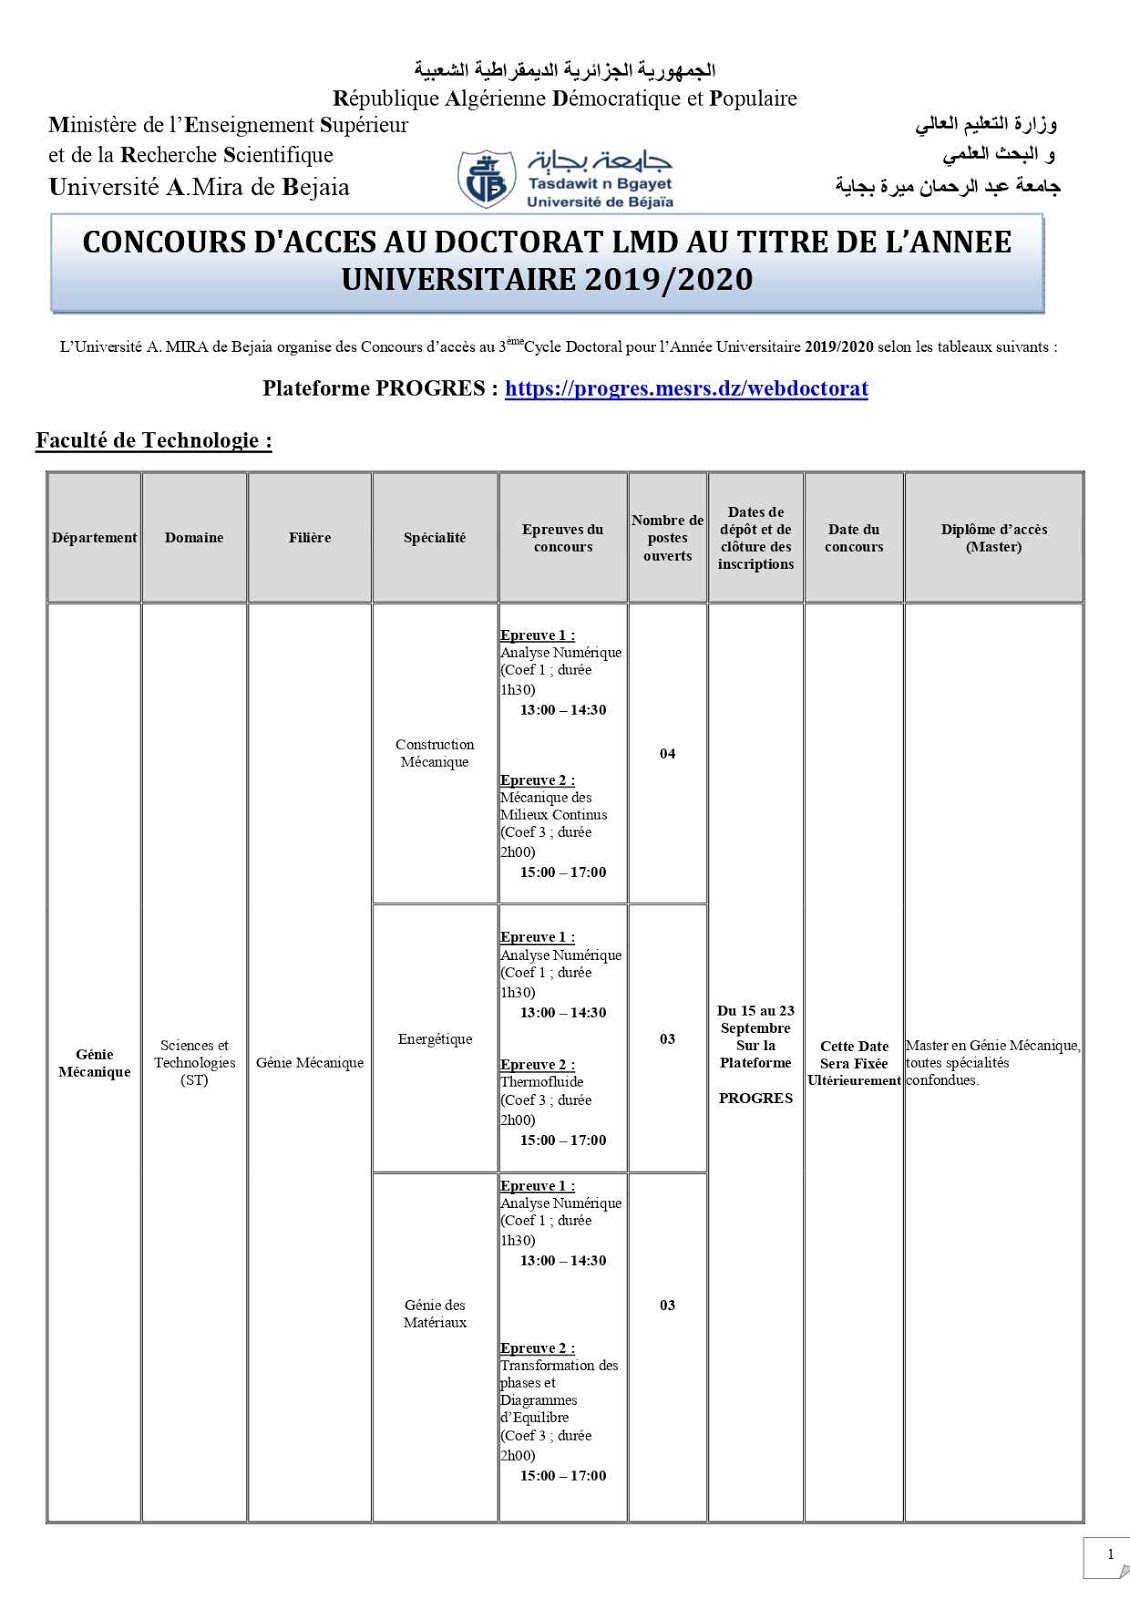 الجمهورية الجزائرية الديمقراطية الشعبية
République Algérienne Démocratique et Populaire
Ministère de l’Enseignement Supérieur
وزارة التعليم العالي
et de la Recherche Scientifique
و البحث العلمي
Université A.Mira de Bejaia
جامعة عبد الرحمان ميرة بجاية
جامعة بجاية
Tasdawit n Bgayet
Université de Béjaïa
CONCOURS D'ACCES AU DOCTORAT LMD AU TITRE DE L’ANNEE
UNIVERSITAIRE 2019/2020
L’Université A. MIRA de Bejaia organise des Concours d’accès au 3èmeCycle Doctoral pour l’Année Universitaire 2019/2020 selon les tableaux suivants :
Plateforme PROGRES : https://progres.mesrs.dz/webdoctorat
Faculté de Technologie :
Département
Domaine
Filière
Spécialité
Epreuves du
concours
Nombre de
postes
ouverts
Dates de
dépôt et de
clôture des
inscriptions
Date du
concours
Diplôme d’accès
(Master)
Génie
Mécanique
Sciences et
Technologies
(ST)
Génie Mécanique
Construction
Mécanique
Epreuve 1 :
Analyse Numérique
(Coef 1 ; durée
1h30)
13:00 – 14:30
Epreuve 2 :
Mécanique des
Milieux Continus
(Coef 3 ; durée
2h00)
15:00 – 17:00
04
Energétique
Epreuve 1 :
Analyse Numérique
(Coef 1 ; durée
1h30)
13:00 – 14:30
Epreuve 2 :
Thermofluide
(Coef 3 ; durée
2h00)
15:00 – 17:00
03
Génie des
Matériaux
Epreuve 1 :
Analyse Numérique
(Coef 1 ; durée
1h30)
13:00 – 14:30
Epreuve 2 :
Transformation des
phases et
Diagrammes
d’Equilibre
(Coef 3 ; durée
2h00)
15:00 – 17:00
03
Du 15 au 23
Septembre
Sur la
Plateforme
PROGRES
Cette Date
Sera Fixée
Ultérieurement
Master en Génie Mécanique,
toutes spécialités
confondues.
1